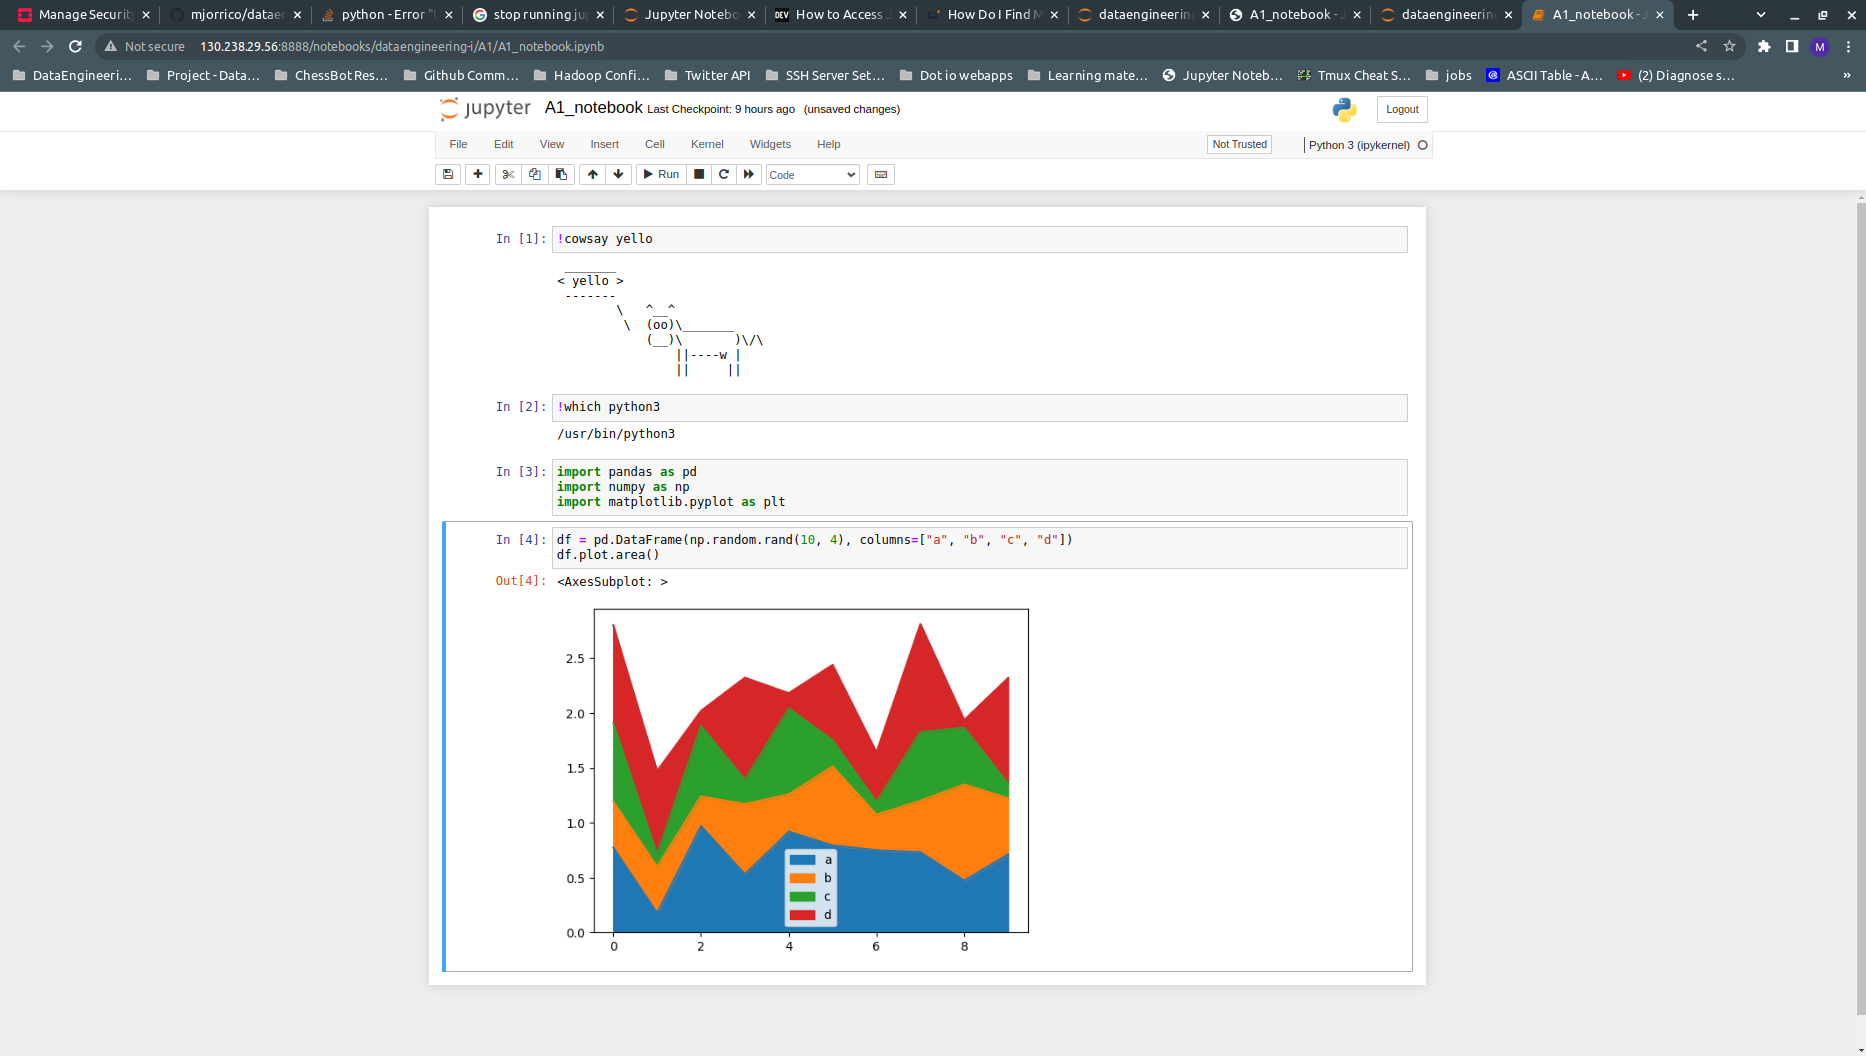 Manage Securit
mjorrico/dataer
python - Error "
stop running ju
Jupyter Notebo
How to Access J
How Do I Find M
dataengineering
A1_notebook - J
dataengineering
A1_notebook - J
Not secure
130.238.29.56:8888/notebooks/dataengineering-i/A1/A1_notebook.ipynb
M
DataEngineeri...
Project - Data...
ChessBot Res...
Github Comm...
Hadoop Confi...
Twitter API
SSH Server Set...
Dot io webapps
Learning mate...
Jupyter Noteb...
Tmux Cheat S...
jobs
ASCII Table - A...
(2) Diagnose s...
»
jupyter A1_notebook Last Checkpoint: 9 hours ago (unsaved changes)
Logout
File Edit View Insert Cell Kernel Widgets Help
Not Trusted
Python 3 (ipykernel)
Run
Code
In [1]: !cowsay yello
 _______
< yello >
 -------
        \   ^__^
         \  (oo)\_______
            (__)\       )\/\
                ||----w |
                ||     ||
In [2]: !which python3
/usr/bin/python3
In [3]: import pandas as pd
import numpy as np
import matplotlib.pyplot as plt
In [4]: df = pd.DataFrame(np.random.rand(10, 4), columns=["a", "b", "c", "d"])
df.plot.area()
Out[4]: <AxesSubplot: >
2.5
2.0
1.5
1.0
0.5
0.0
a
b
c
d
0 2 4 6 8